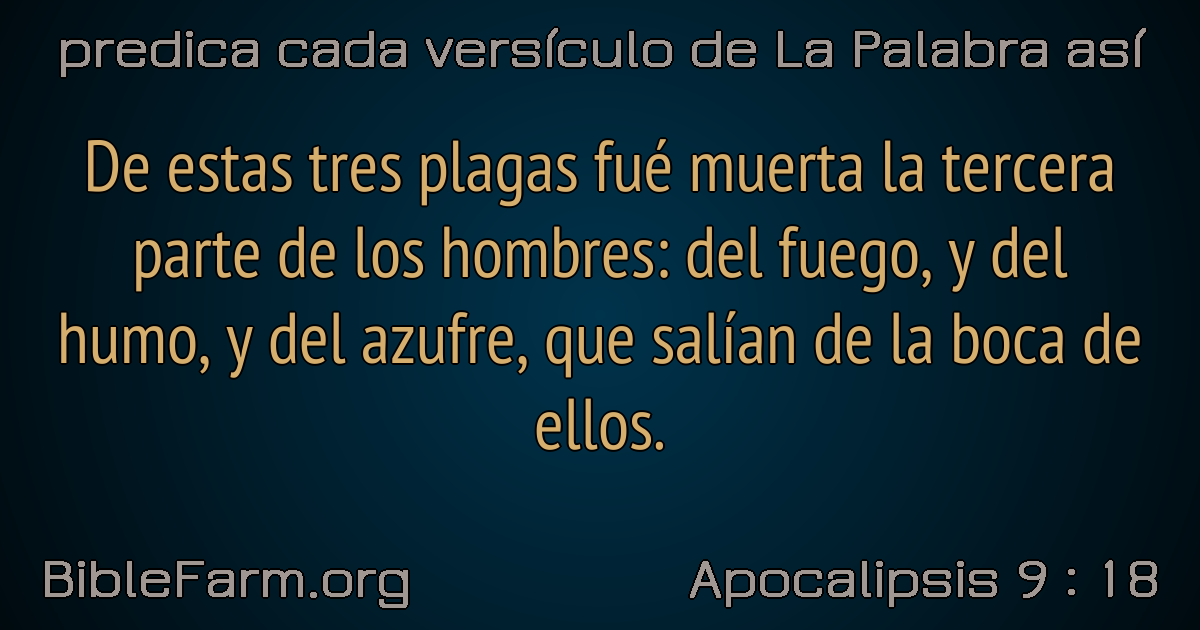 predica cada versículo de La Palabra así
De estas tres plagas fué muerta la tercera
parte de los hombres: del fuego, y del
humo, y del azufre, que salían de la boca de
ellos.
BibleFarm.org
Apocalipsis 9 : 18